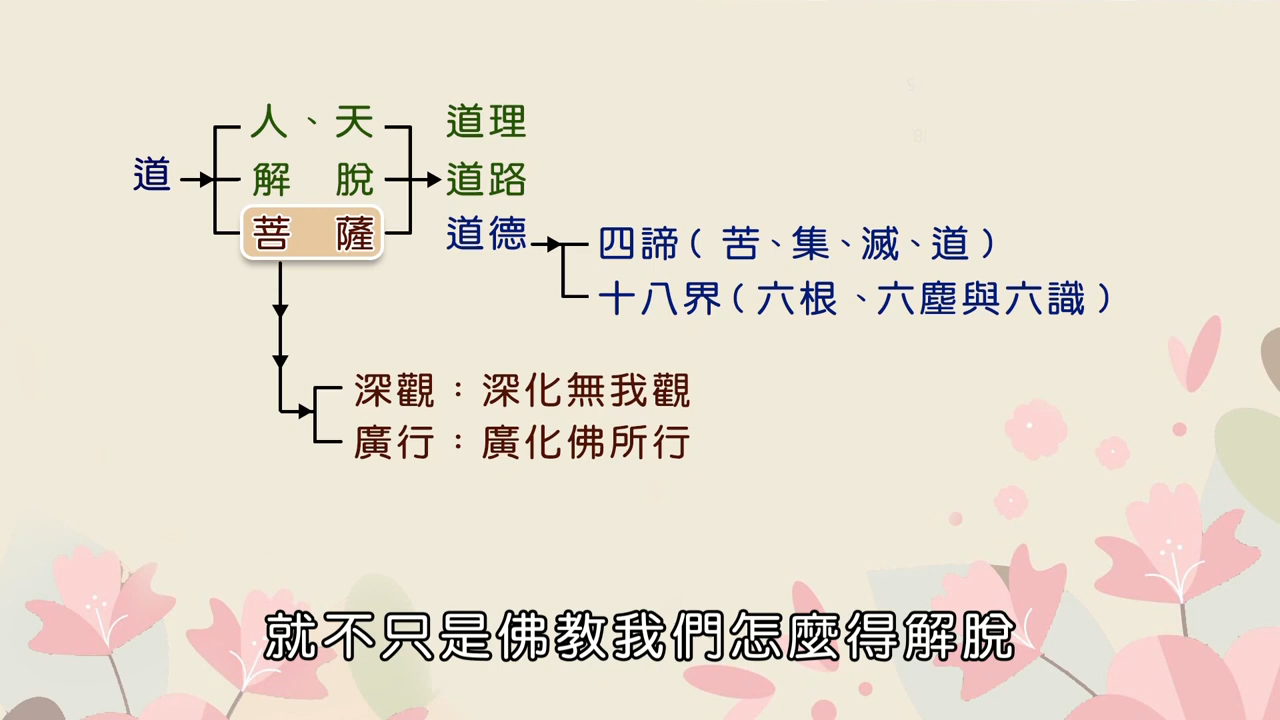 道
人、天
解 脫
菩 薩
道理
道路
道德
四諦(苦、集、滅、道)
十八界(六根、六塵與六識)
深觀:深化無我觀
廣行:廣化佛所行
就不只是佛教我們怎麼得解脫